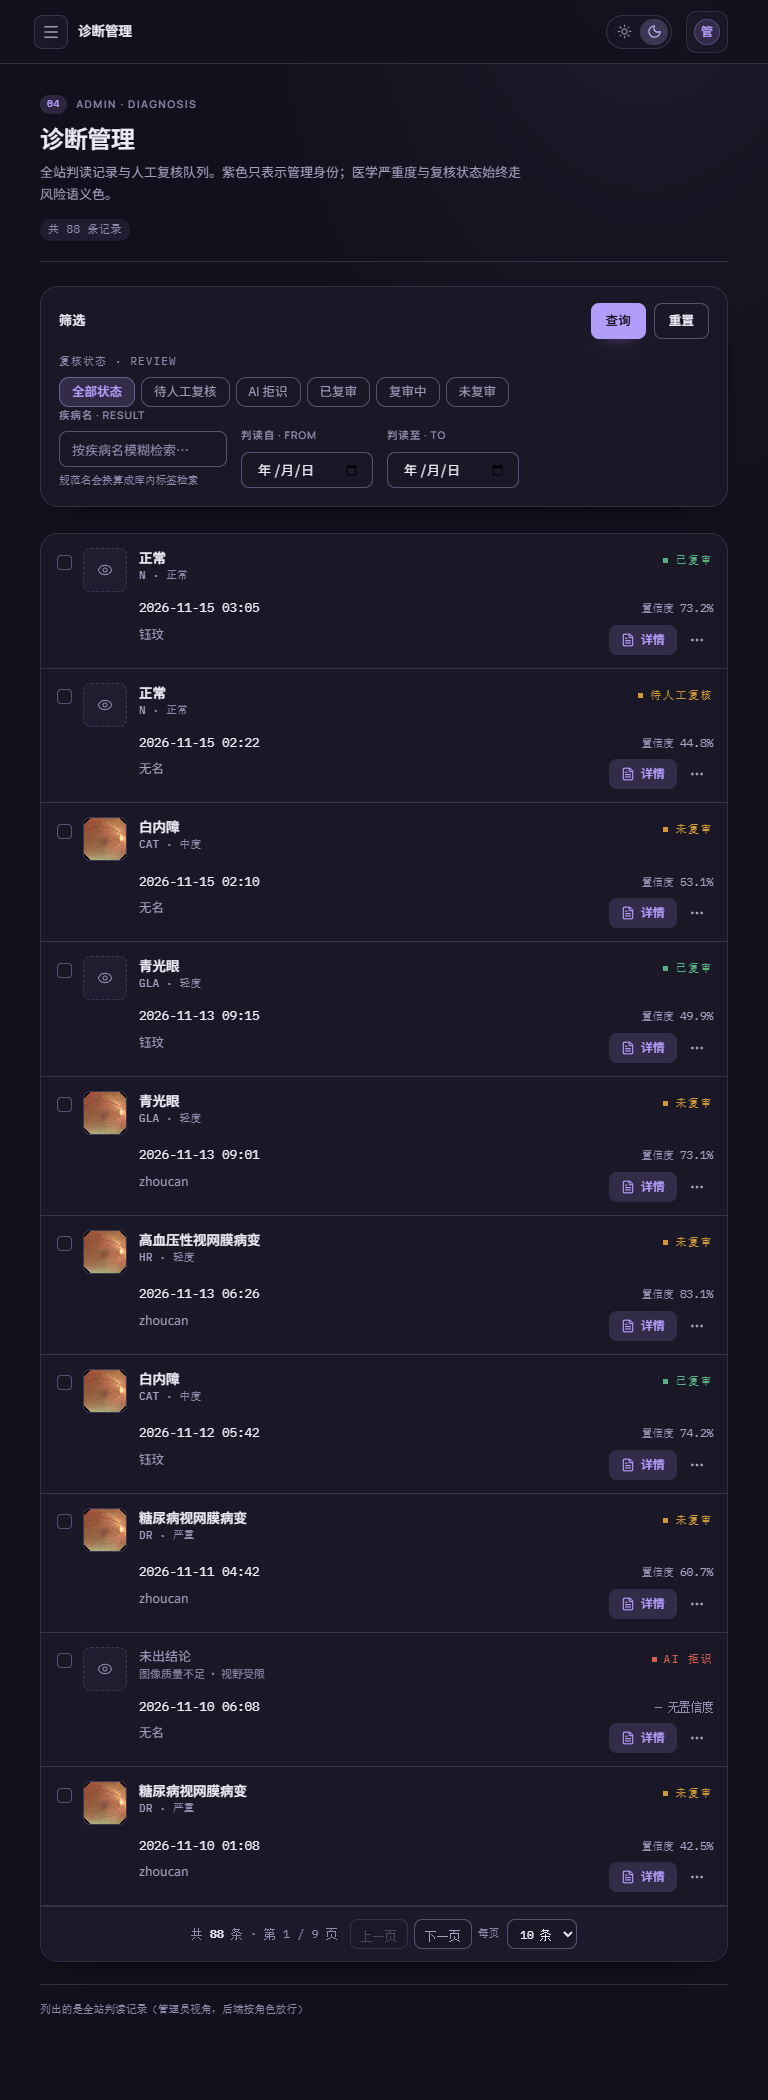 诊断管理
管
04 ADMIN · DIAGNOSIS
诊断管理
全站判读记录与人工复核队列。紫色只表示管理身份；医学严重度与复核状态始终走
风险语义色。
共 88 条记录
筛选
查询 重置
复核状态 · REVIEW
全部状态 待人工复核 AI 拒识 已复审 复审中 未复审
疾病名 · RESULT
判读自 · FROM 判读至 · TO
按疾病名模糊检索…
年 /月/日 年 /月/日
规范名会换算成库内标签检索
正常 已复审
N · 正常
2026-11-15 03:05 置信度 73.2%
钰玟 详情 ···
正常 待人工复核
N · 正常
2026-11-15 02:22 置信度 44.8%
无名 详情 ···
白内障 未复审
CAT · 中度
2026-11-15 02:10 置信度 53.1%
无名 详情 ···
青光眼 已复审
GLA · 轻度
2026-11-13 09:15 置信度 49.9%
钰玟 详情 ···
青光眼 未复审
GLA · 轻度
2026-11-13 09:01 置信度 73.1%
zhoucan 详情 ···
高血压性视网膜病变 未复审
HR · 轻度
2026-11-13 06:26 置信度 83.1%
zhoucan 详情 ···
白内障 已复审
CAT · 中度
2026-11-12 05:42 置信度 74.2%
钰玟 详情 ···
糖尿病视网膜病变 未复审
DR · 严重
2026-11-11 04:42 置信度 60.7%
zhoucan 详情 ···
未出结论 AI 拒识
图像质量不足 · 视野受限
2026-11-10 06:08 — 无置信度
无名 详情 ···
糖尿病视网膜病变 未复审
DR · 严重
2026-11-10 01:08 置信度 42.5%
zhoucan 详情 ···
共 88 条 · 第 1 / 9 页 上一页 下一页 每页 10 条
列出的是全站判读记录（管理员视角，后端按角色放行）